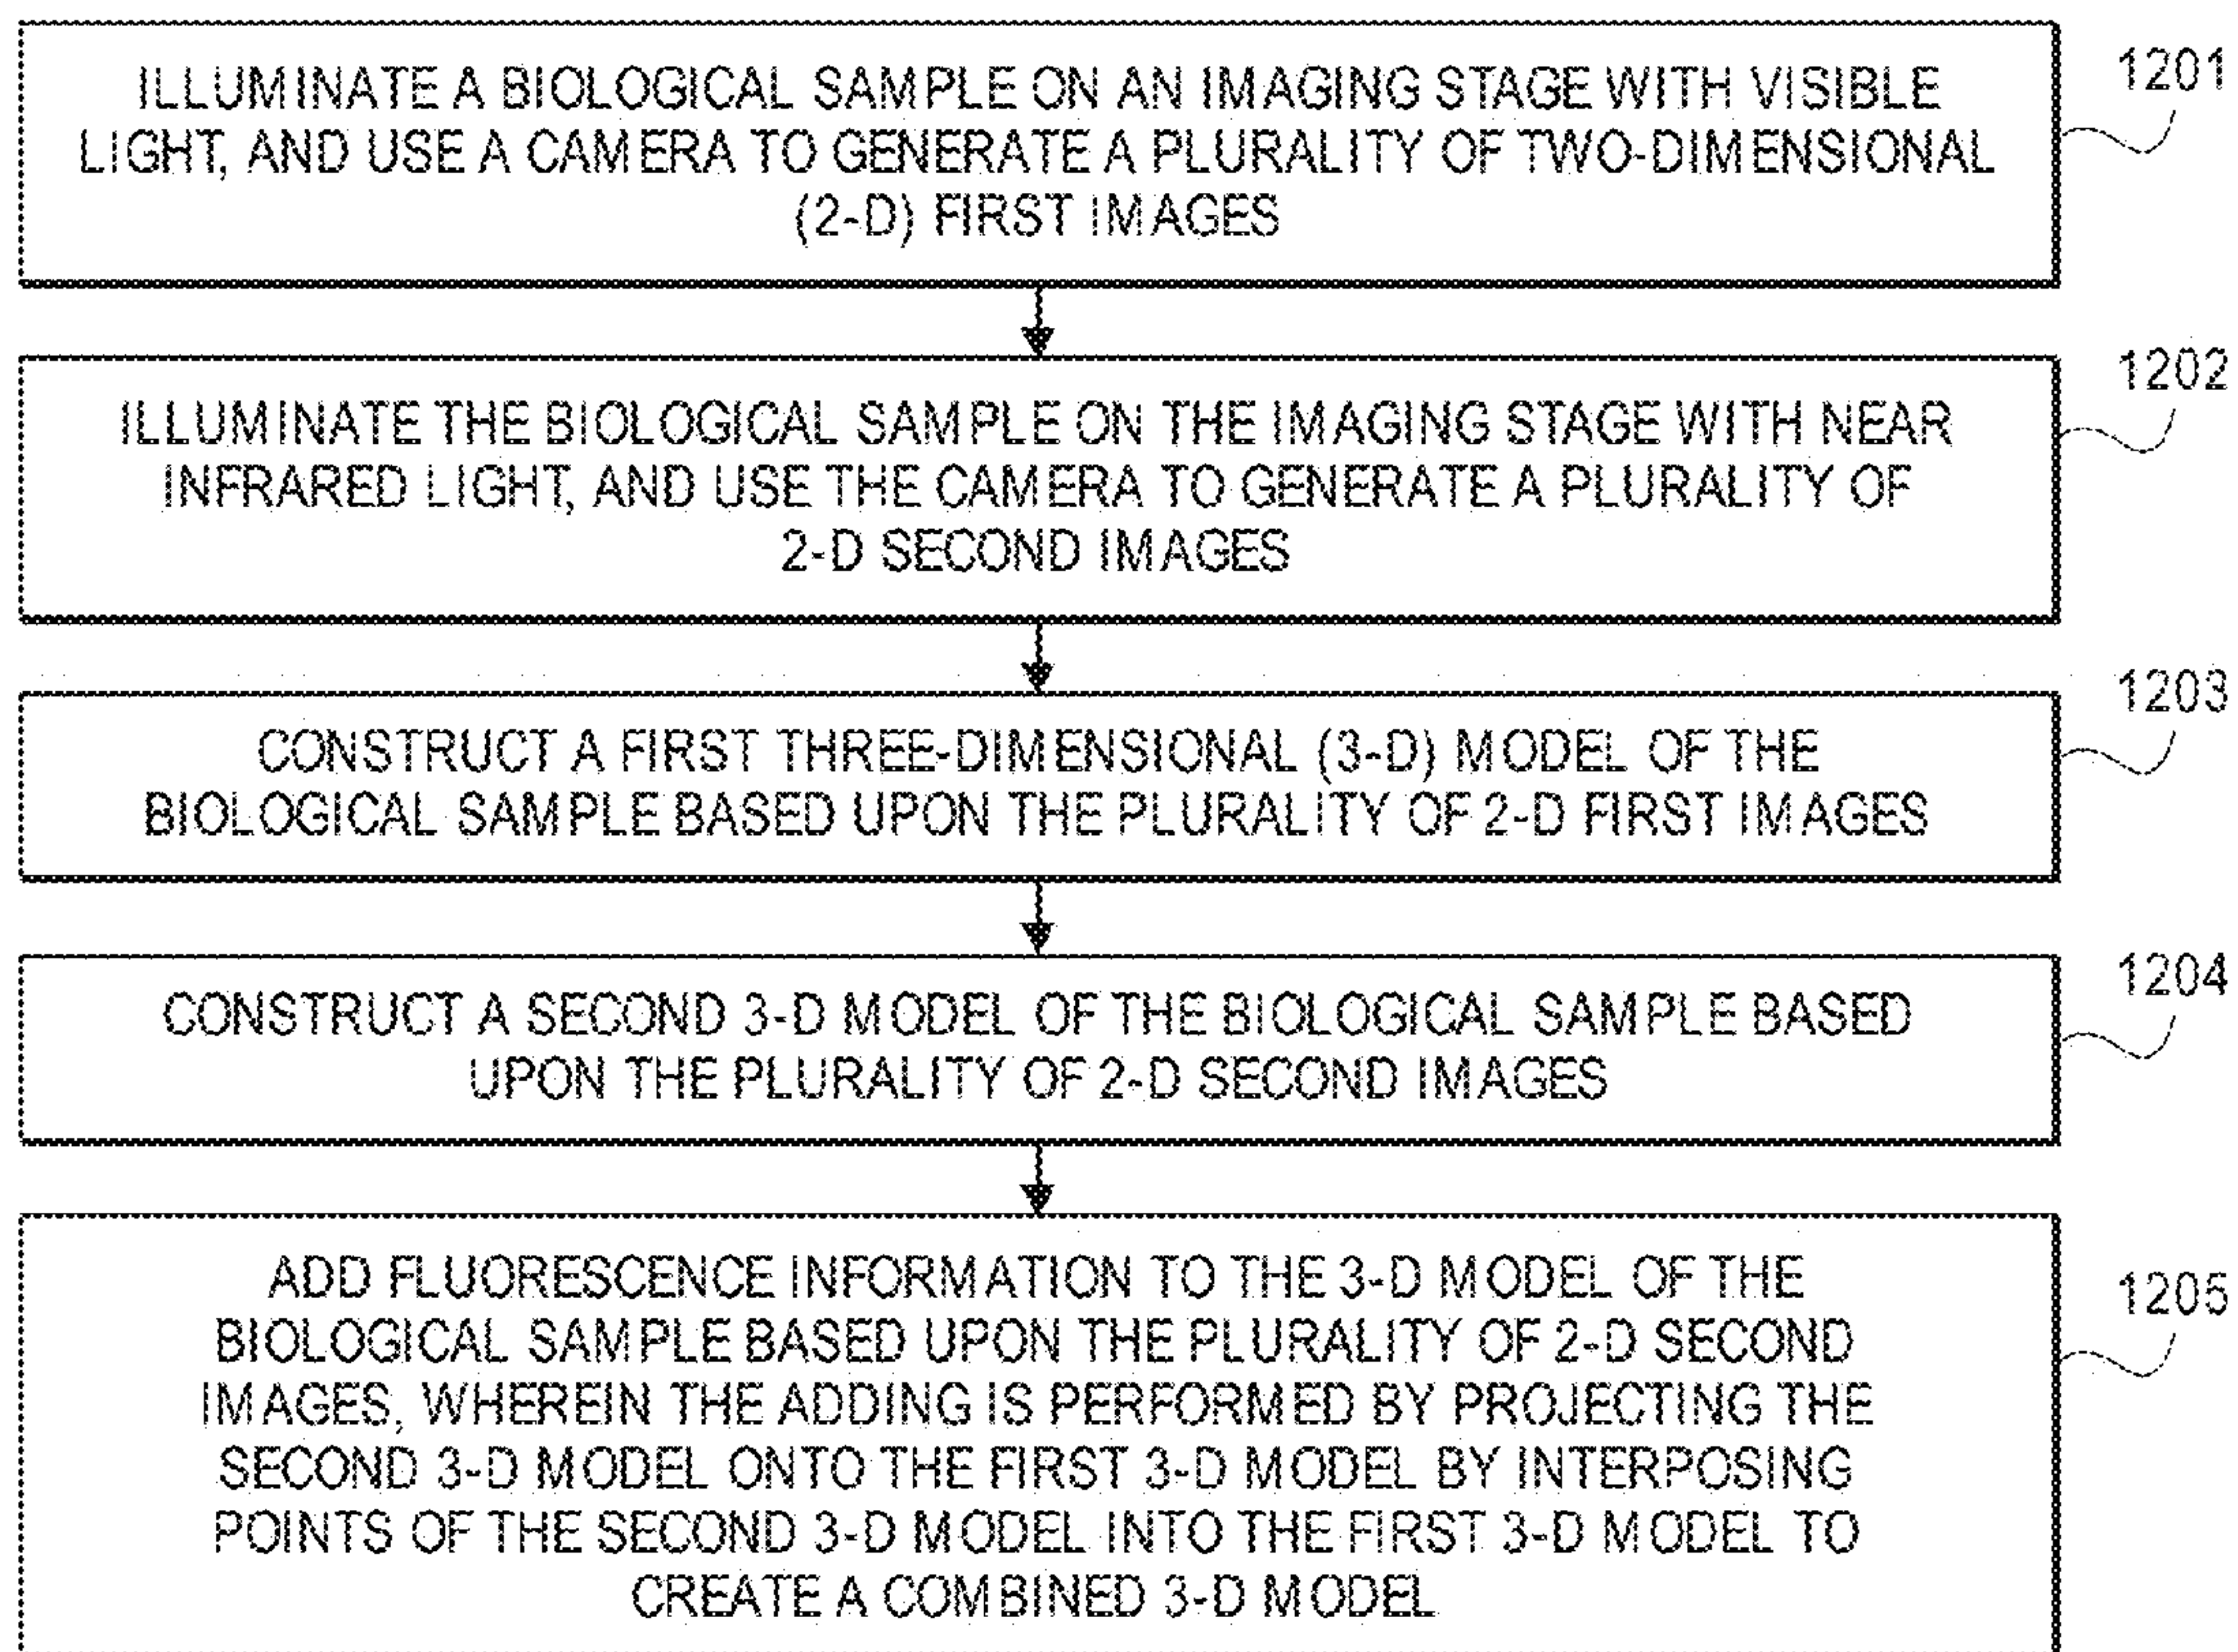 ILLUMINATE A BIOLOGICAL SAMPLE ON AN IMAGING STAGE WITH VISIBLE
LIGHT, AND USE A CAMERA TO GENERATE A PLURALITY OF TWO-DIMENSIONAL
(2-D) FIRST IMAGES
1201
ILLUMINATE THE BIOLOGICAL SAMPLE ON THE IMAGING STAGE WITH NEAR
INFRARED LIGHT, AND USE THE CAMERA TO GENERATE A PLURALITY OF
2-D SECOND IMAGES
1202
CONSTRUCT A FIRST THREE-DIMENSIONAL (3-D) MODEL OF THE
BIOLOGICAL SAMPLE BASED UPON THE PLURALITY OF 2-D FIRST IMAGES
1203
CONSTRUCT A SECOND 3-D MODEL OF THE BIOLOGICAL SAMPLE BASED
UPON THE PLURALITY OF 2-D SECOND IMAGES
1204
ADD FLUORESCENCE INFORMATION TO THE 3-D MODEL OF THE
BIOLOGICAL SAMPLE BASED UPON THE PLURALITY OF 2-D SECOND
IMAGES, WHEREIN THE ADDING IS PERFORMED BY PROJECTING THE
SECOND 3-D MODEL ONTO THE FIRST 3-D MODEL BY INTERPOSING
POINTS OF THE SECOND 3-D MODEL INTO THE FIRST 3-D MODEL TO
CREATE A COMBINED 3-D MODEL
1205